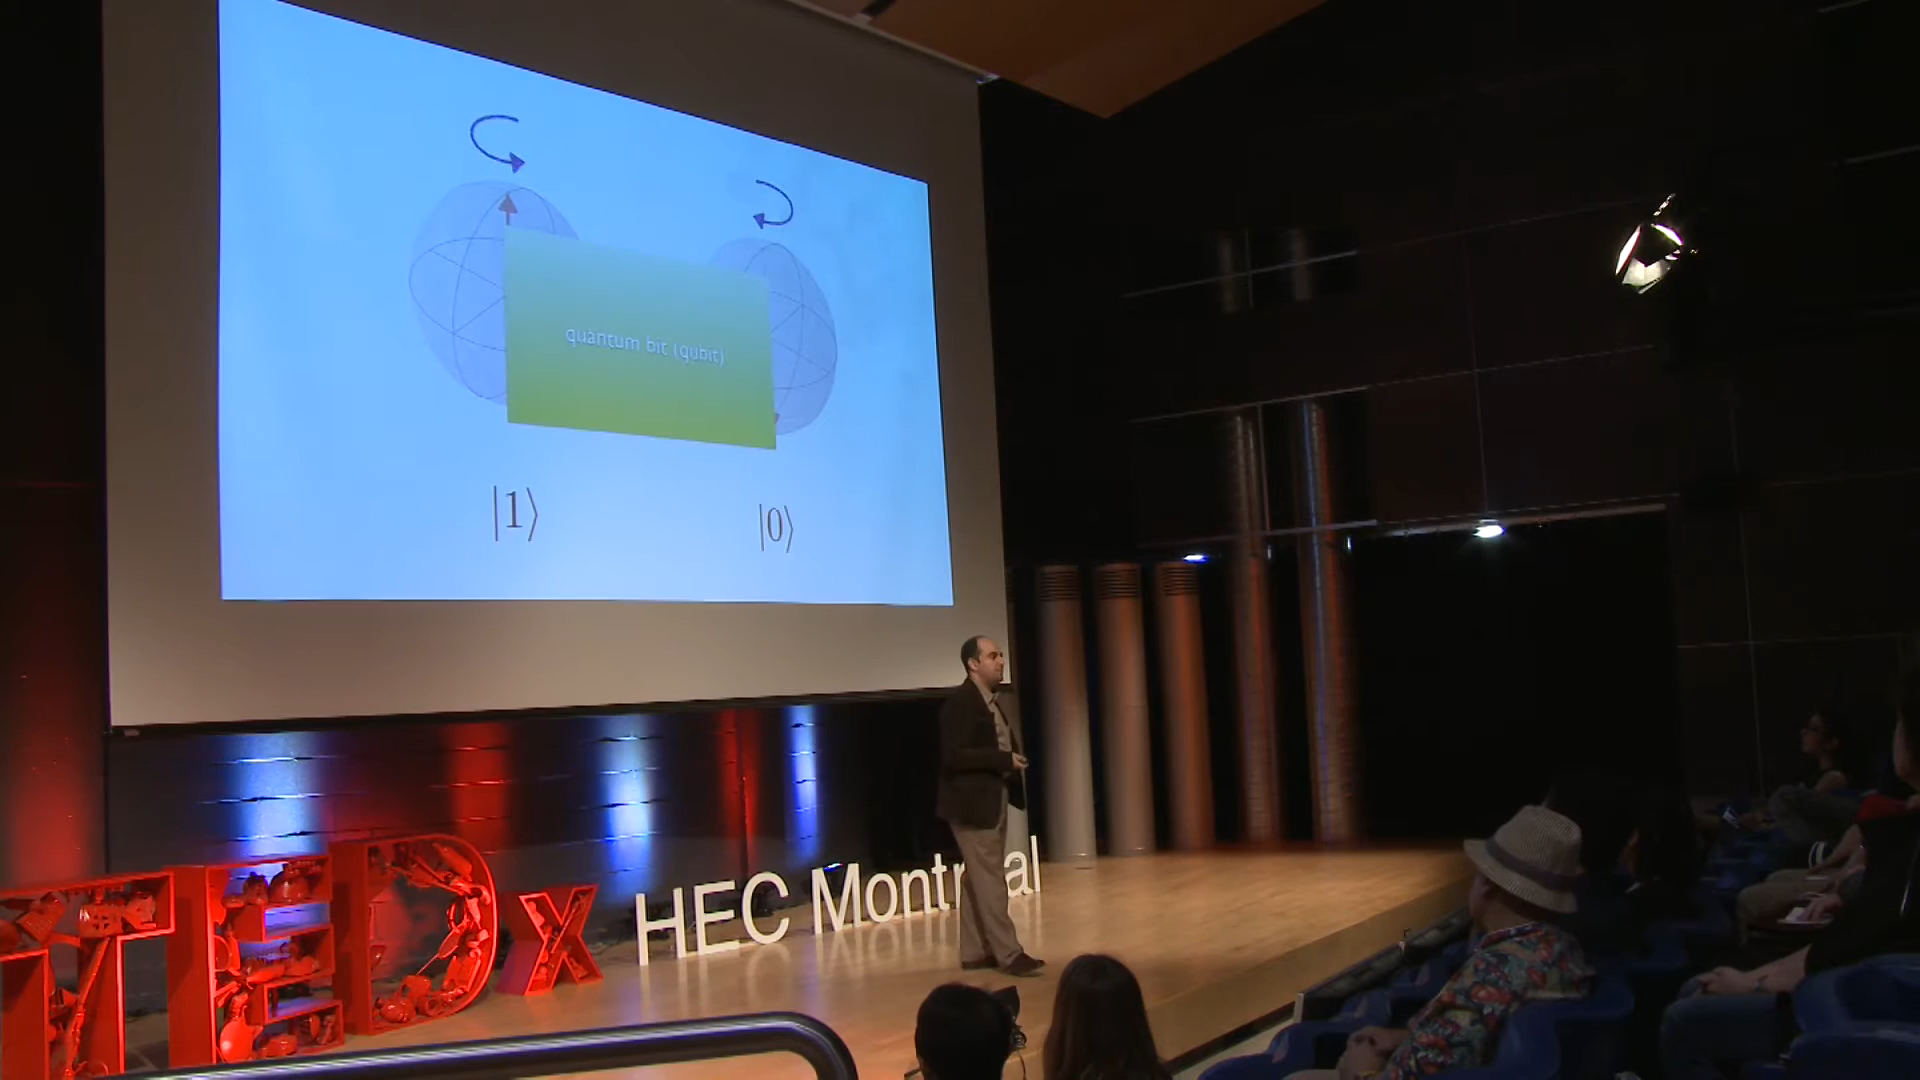 quantum bit (qubit)
|1⟩ |0⟩
TEDx HEC Montr al